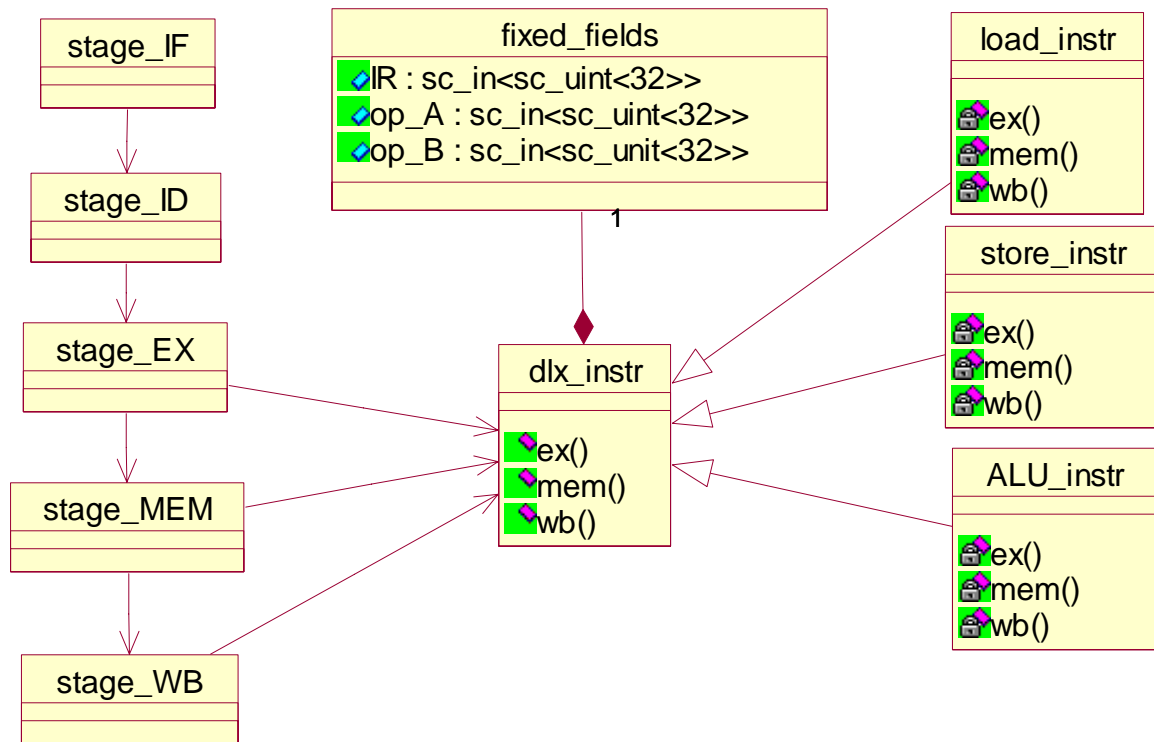 stage_IF
stage_ID
stage_EX
stage_MEM
stage_WB
fixed_fields
IR : sc_in<sc_uint<32>>
op_A : sc_in<sc_uint<32>>
op_B : sc_in<sc_unit<32>>
1
dlx_instr
ex()
mem()
wb()
load_instr
ex()
mem()
wb()
store_instr
ex()
mem()
wb()
ALU_instr
ex()
mem()
wb()